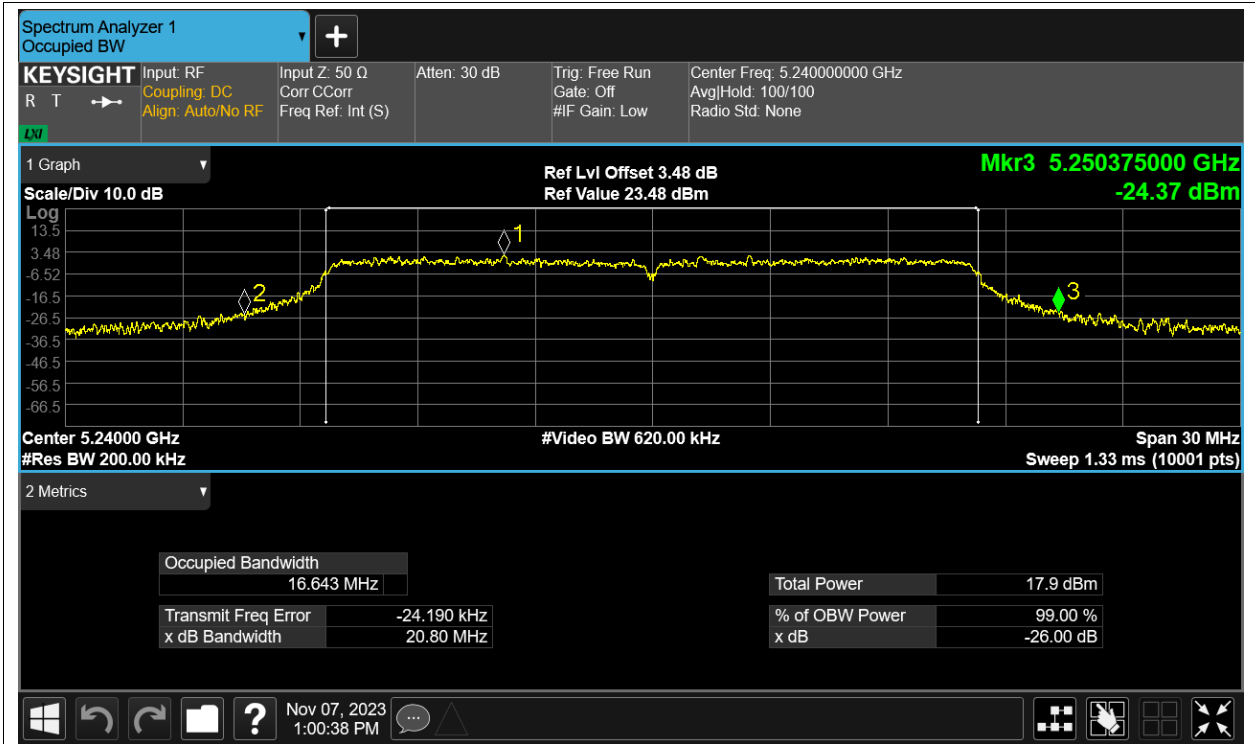 Spectrum Analyzer 1
Occupied BW
KEYSIGHT
R T
LXI
Input: RF
Coupling: DC
Align: Auto/No RF
Input Z: 50 Ω
Corr CCorr
Freq Ref: Int (S)
Atten: 30 dB
Trig: Free Run
Gate: Off
#IF Gain: Low
Center Freq: 5.240000000 GHz
Avg|Hold: 100/100
Radio Std: None
1 Graph
Scale/Div 10.0 dB
Ref Lvl Offset 3.48 dB
Ref Value 23.48 dBm
Mkr3 5.250375000 GHz
-24.37 dBm
Log
13.5
3.48
-6.52
-16.5
-26.5
-36.5
-46.5
-56.5
-66.5
1
2
3
Center 5.24000 GHz
#Res BW 200.00 kHz
#Video BW 620.00 kHz
Span 30 MHz
Sweep 1.33 ms (10001 pts)
2 Metrics
Occupied Bandwidth
16.643 MHz
Transmit Freq Error -24.190 kHz
x dB Bandwidth 20.80 MHz
Total Power 17.9 dBm
% of OBW Power 99.00 %
x dB -26.00 dB
?
Nov 07, 2023
1:00:38 PM